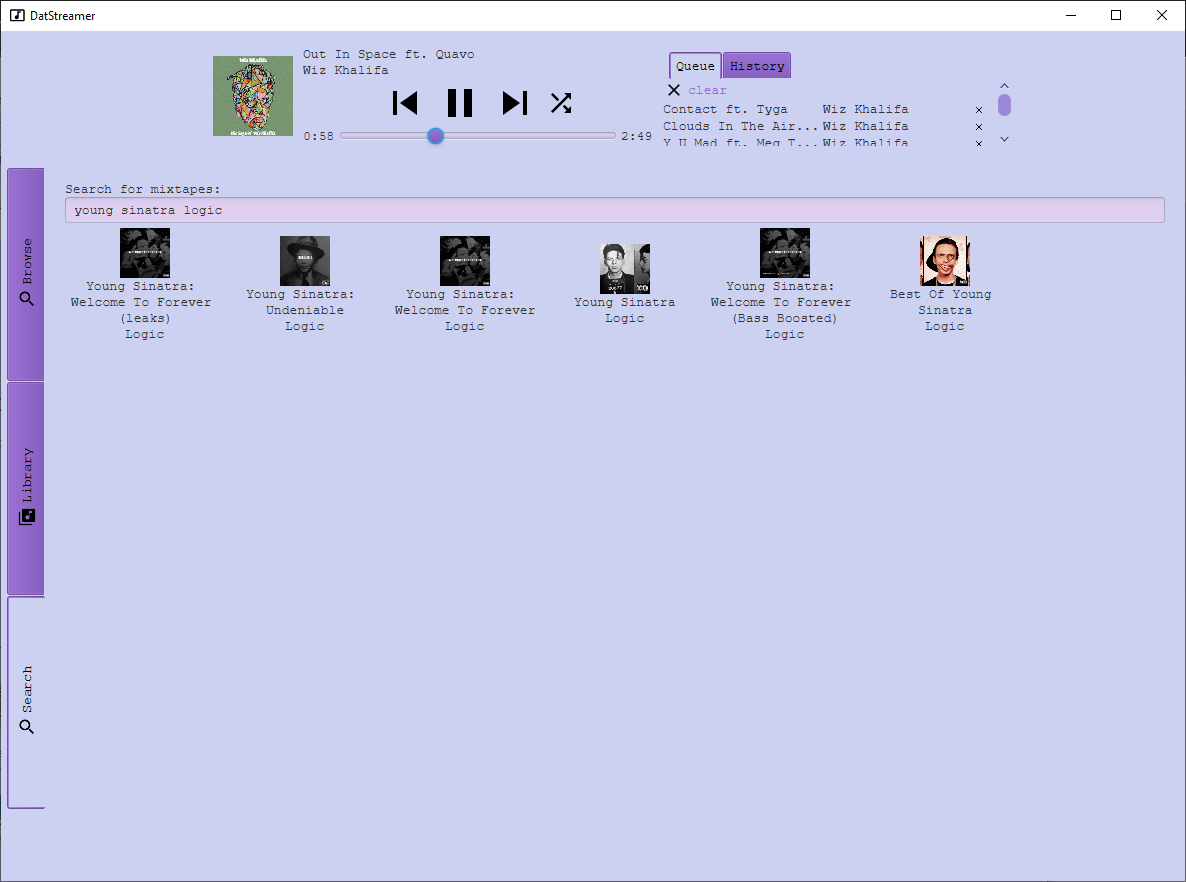 DatStreamer
Out In Space ft. Quavo
Wiz Khalifa
0:58
2:49
Queue
History
clear
Contact ft. Tyga Wiz Khalifa ×
Clouds In The Air... Wiz Khalifa ×
Y U Mad ft. Meg T... Wiz Khalifa ×
Browse
Library
Search
Search for mixtapes:
young sinatra logic
Young Sinatra:
Welcome To Forever
(leaks)
Logic
Young Sinatra:
Undeniable
Logic
Young Sinatra:
Welcome To Forever
Logic
Young Sinatra
Logic
Young Sinatra:
Welcome To Forever
(Bass Boosted)
Logic
Best Of Young
Sinatra
Logic